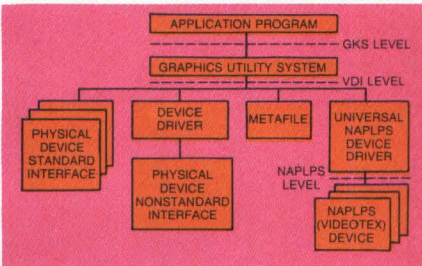 APPLICATION PROGRAM
GKS LEVEL
GRAPHICS UTILITY SYSTEM
VDI LEVEL
PHYSICAL
DEVICE
STANDARD
INTERFACE
DEVICE
DRIVER
PHYSICAL
DEVICE
NONSTANDARD
INTERFACE
METAFILE
UNIVERSAL
NAPLPS
DEVICE
DRIVER
NAPLPS
LEVEL
NAPLPS
(VIDEOTEX)
DEVICE